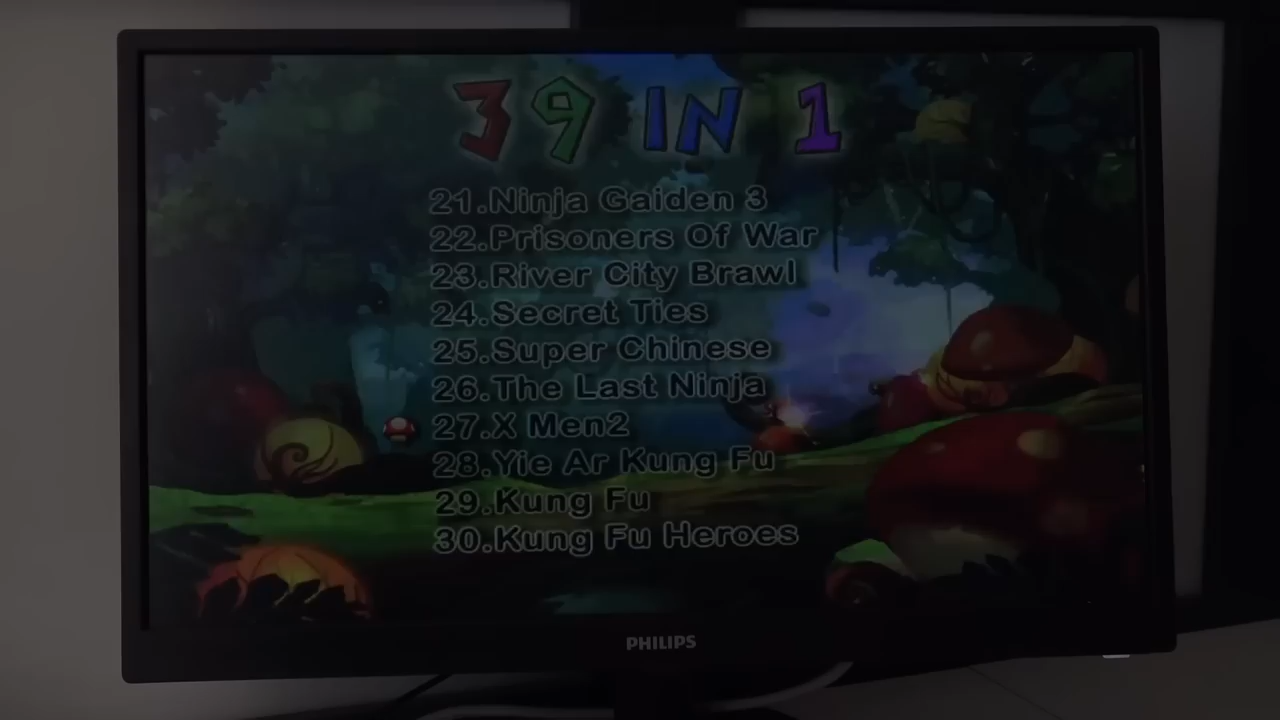 39 IN 1
21.Ninja Gaiden 3
22.Prisoners Of War
23.River City Brawl
24.Secret Ties
25.Super Chinese
26.The Last Ninja
27.X Men2
28.Yie Ar Kung Fu
29.Kung Fu
30.Kung Fu Heroes
PHILIPS